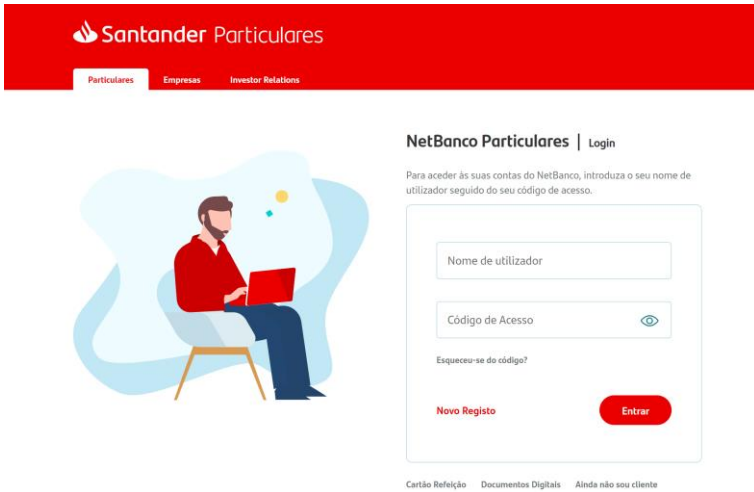 Santander Particulares
Particulares Empresas Investor Relations
NetBanco Particulares | Login
Para aceder às suas contas do NetBanco, introduza o seu nome de
utilizador seguido do seu código de acesso.
Nome de utilizador
Código de Acesso
Esqueceu-se do código?
Novo Registo Entrar
Cartão Refeição Documentos Digitais Ainda não sou cliente